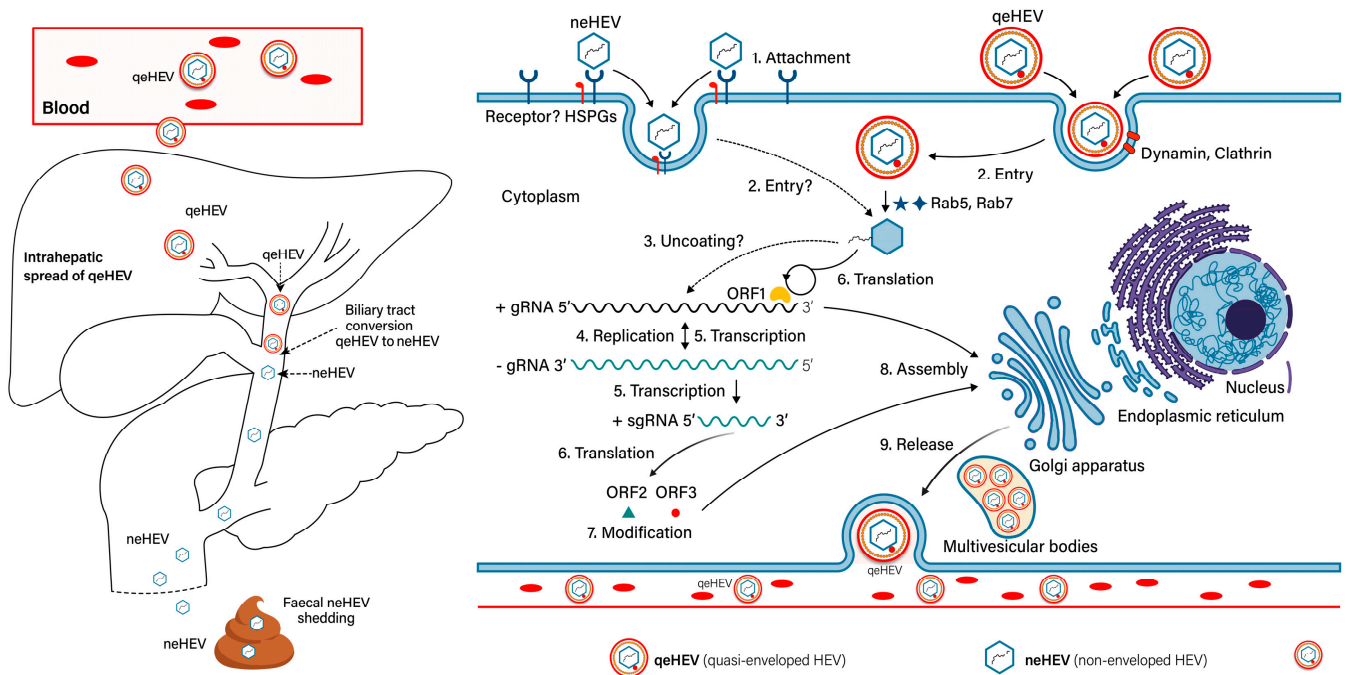 qeHEV
Blood
qeHEV
Intrahepatic
spread of qeHEV
qeHEV
Biliary tract
conversion
qeHEV to neHEV
neHEV
neHEV
Faecal neHEV
shedding
neHEV
neHEV
1. Attachment
qeHEV
Receptor? HSPGs
Dynamin, Clathrin
2. Entry
2. Entry?
Cytoplasm
Rab5, Rab7
3. Uncoating?
6. Translation
ORF1
+ gRNA 5′ 3′
4. Replication 5. Transcription
- gRNA 3′ 5′
5. Transcription
+ sgRNA 5′ 3′
6. Translation
ORF2 ORF3
7. Modification
8. Assembly
Nucleus
Endoplasmic reticulum
Golgi apparatus
9. Release
Multivesicular bodies
qeHEV
qeHEV
qeHEV (quasi-enveloped HEV)
neHEV (non-enveloped HEV)